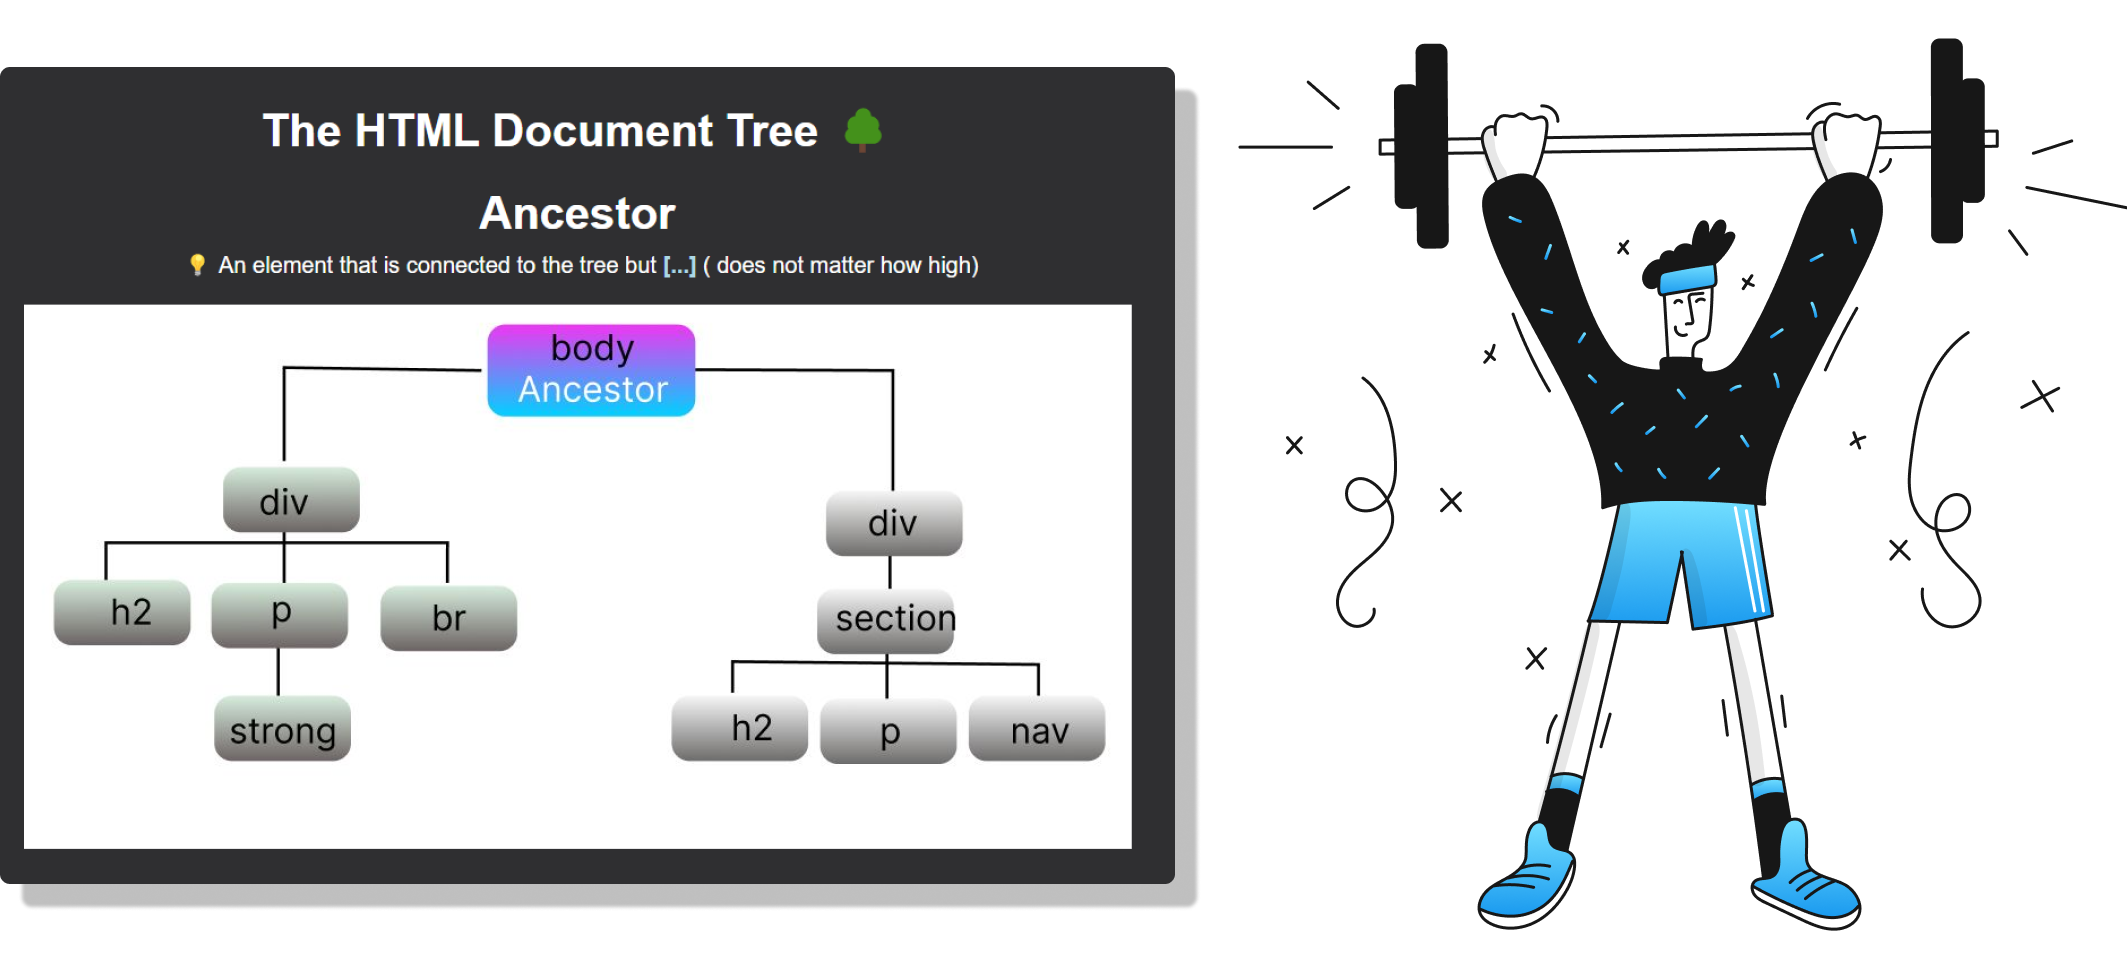 The HTML Document Tree 🌳
Ancestor
💡 An element that is connected to the tree but [...] ( does not matter how high)
body
Ancestor
div
div
h2
p
br
section
strong
h2
p
nav